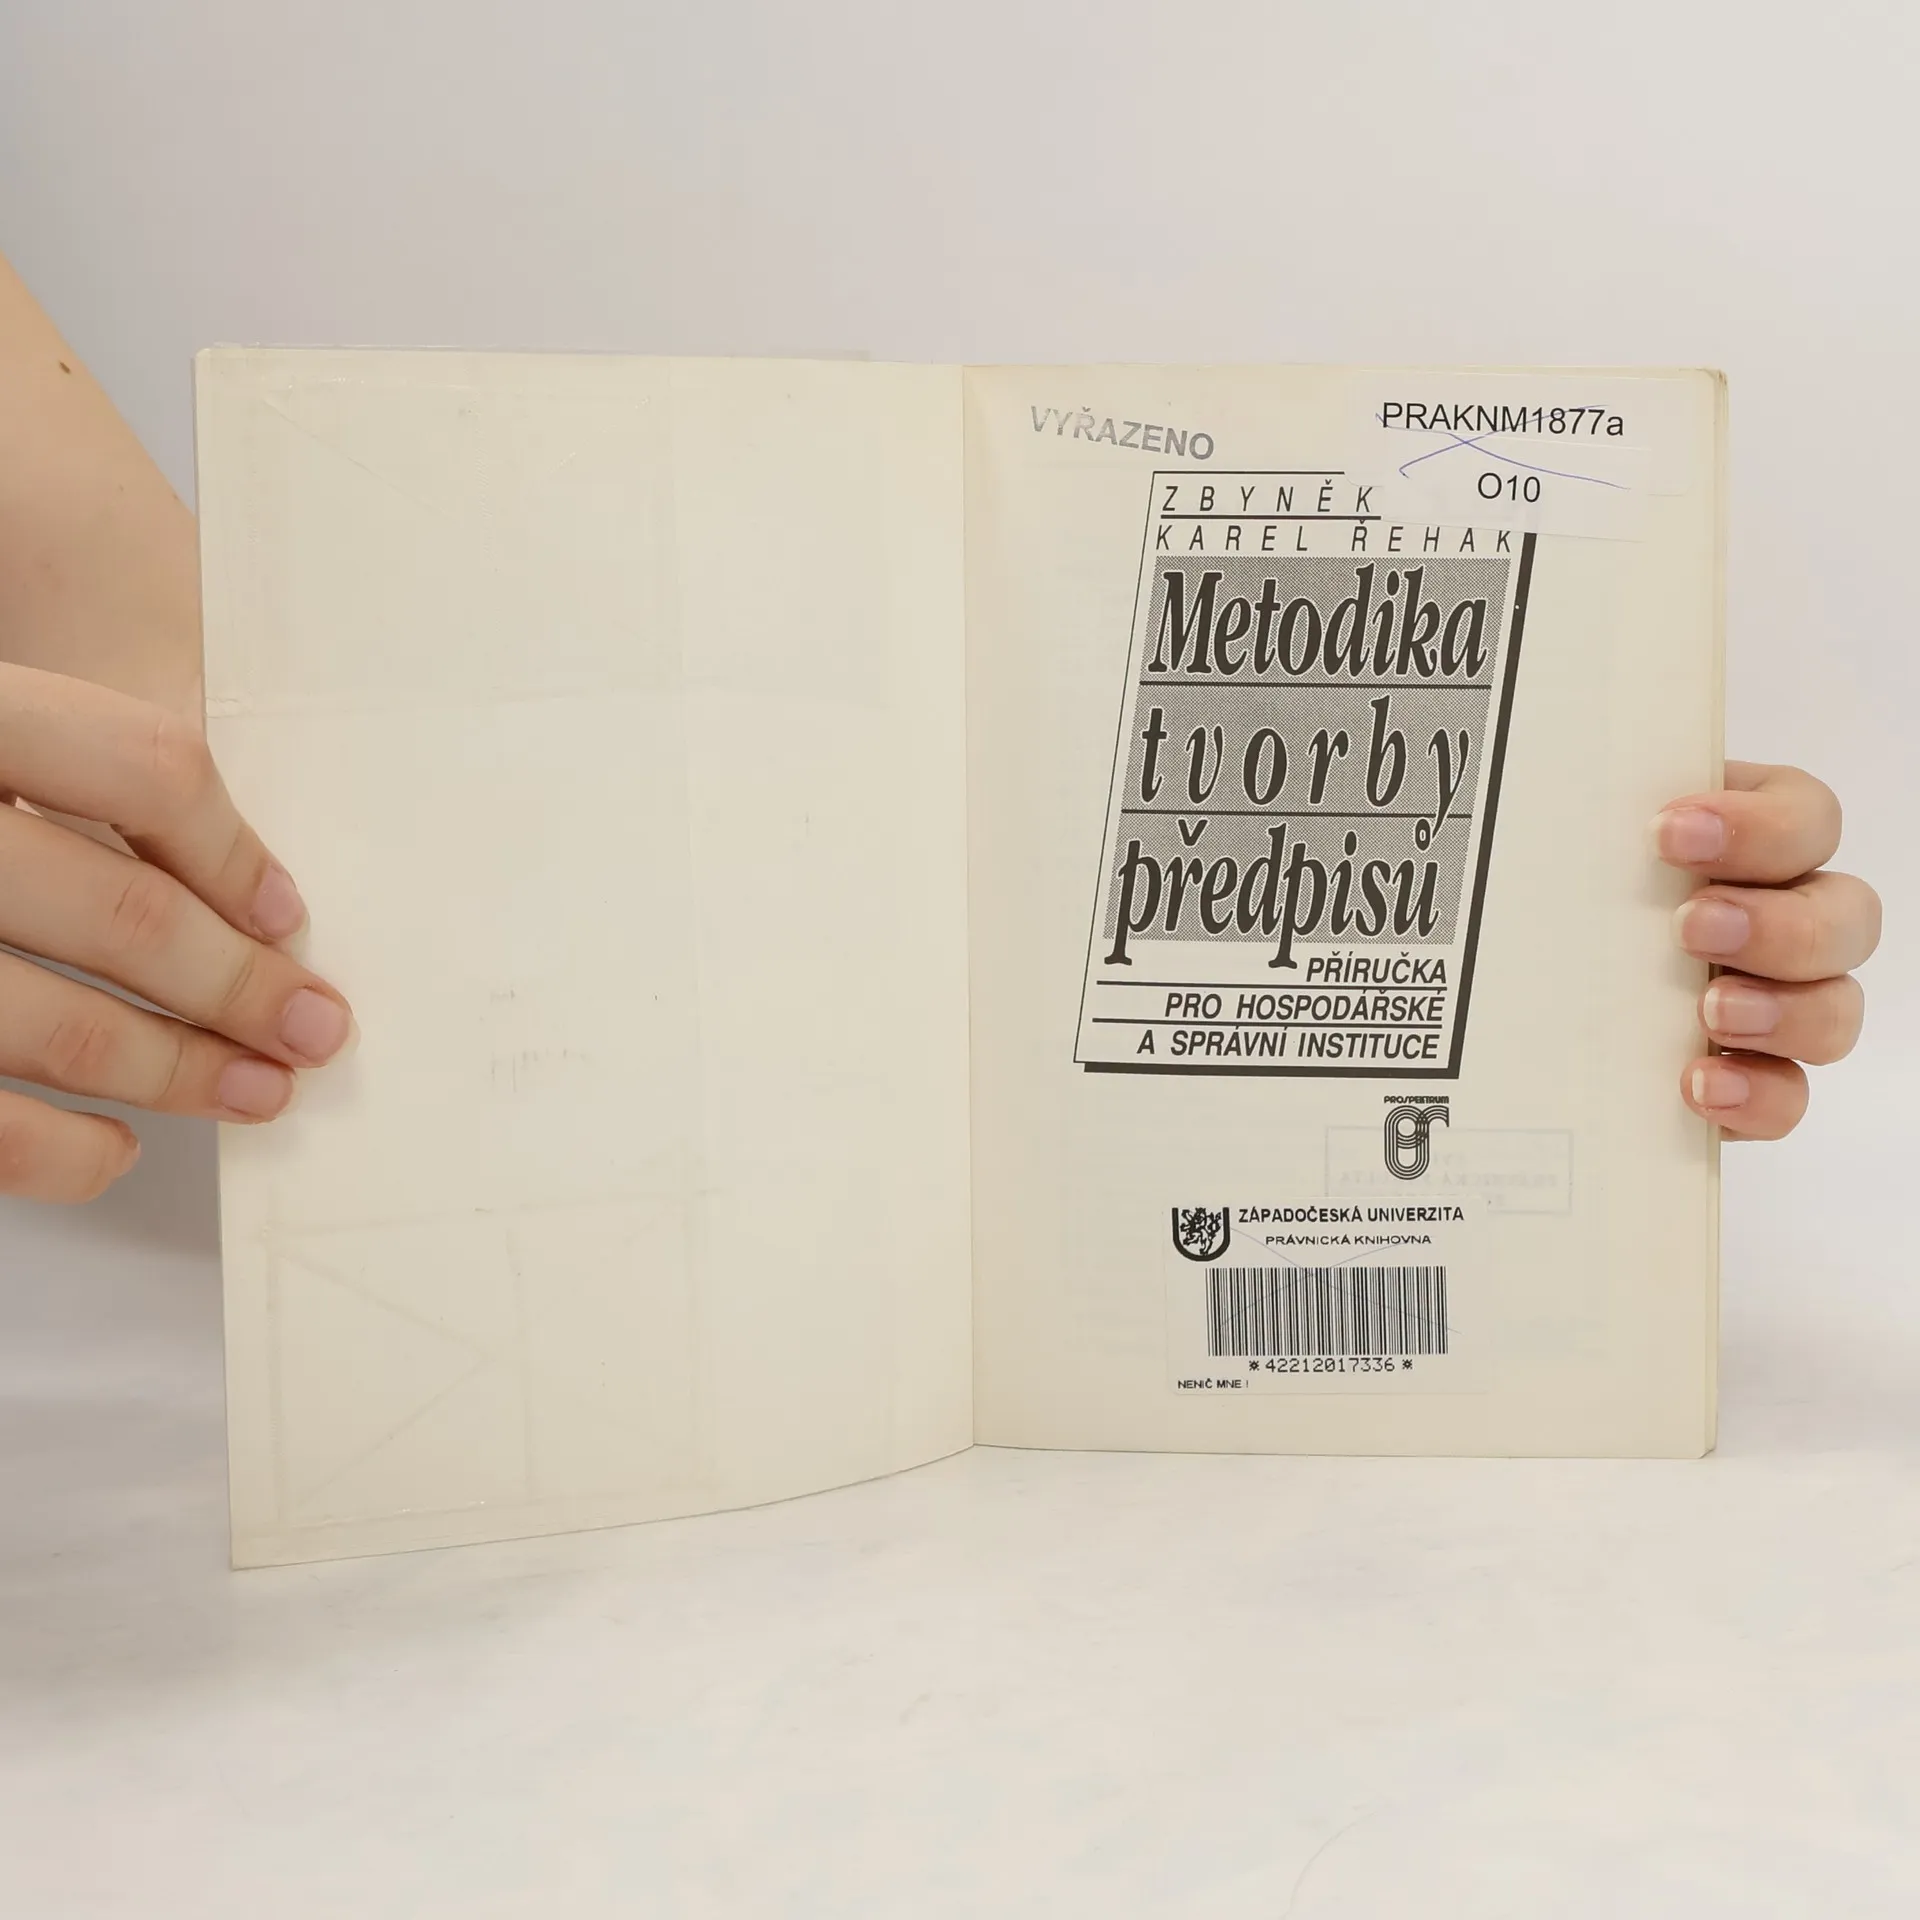 VYŘAZENO
PRAKNM1877a
O10
ZBYNĚK
KAREL ŘEHÁK
Metodika
tvorby
předpisů
PŘÍRUČKA
PRO HOSPODÁŘSKÉ
A SPRÁVNÍ INSTITUCE
PROSPEKTRUM
ZÁPADOČESKÁ UNIVERZITA
PRÁVNICKÁ KNIHOVNA
*42212017336*
NENIČ MNE !